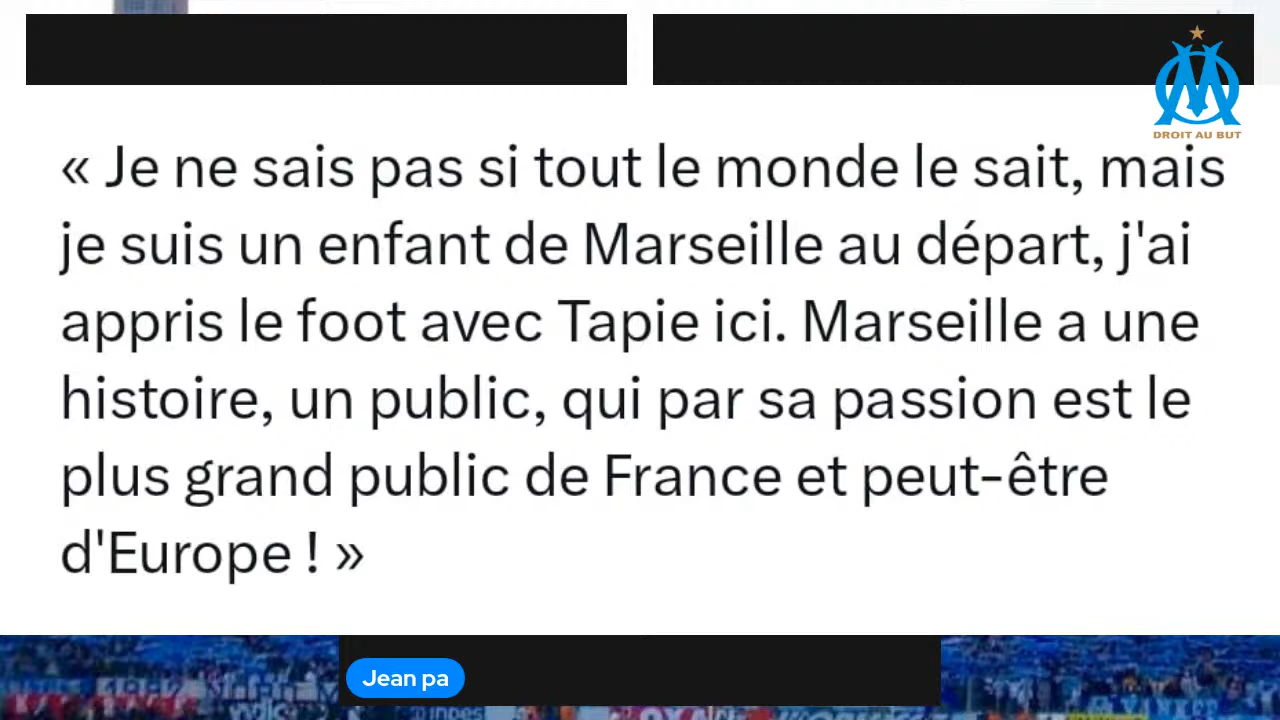 DROIT AU BUT
« Je ne sais pas si tout le monde le sait, mais
je suis un enfant de Marseille au départ, j'ai
appris le foot avec Tapie ici. Marseille a une
histoire, un public, qui par sa passion est le
plus grand public de France et peut-être
d'Europe ! »
Jean pa